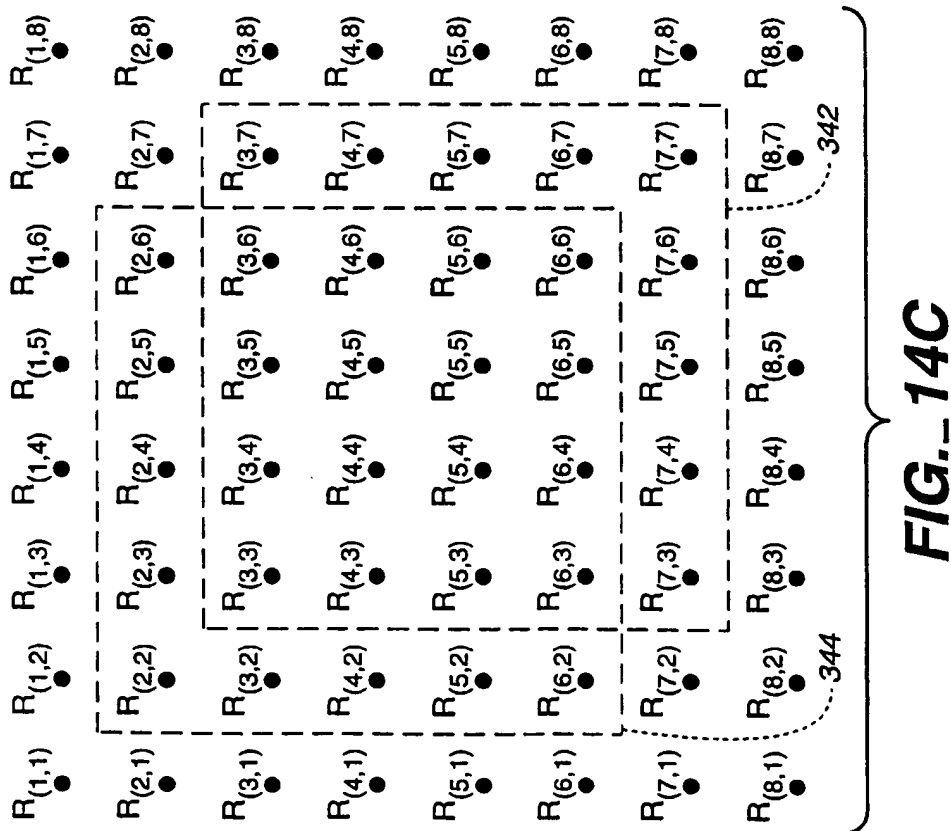 R(1,1) R(1,2) R(1,3) R(1,4) R(1,5) R(1,6) R(1,7) R(1,8)
R(2,1) R(2,2) R(2,3) R(2,4) R(2,5) R(2,6) R(2,7) R(2,8)
R(3,1) R(3,2) R(3,3) R(3,4) R(3,5) R(3,6) R(3,7) R(3,8)
R(4,1) R(4,2) R(4,3) R(4,4) R(4,5) R(4,6) R(4,7) R(4,8)
R(5,1) R(5,2) R(5,3) R(5,4) R(5,5) R(5,6) R(5,7) R(5,8)
R(6,1) R(6,2) R(6,3) R(6,4) R(6,5) R(6,6) R(6,7) R(6,8)
R(7,1) R(7,2) R(7,3) R(7,4) R(7,5) R(7,6) R(7,7) R(7,8)
R(8,1) R(8,2) R(8,3) R(8,4) R(8,5) R(8,6) R(8,7) R(8,8)
344 342
FIG._14C